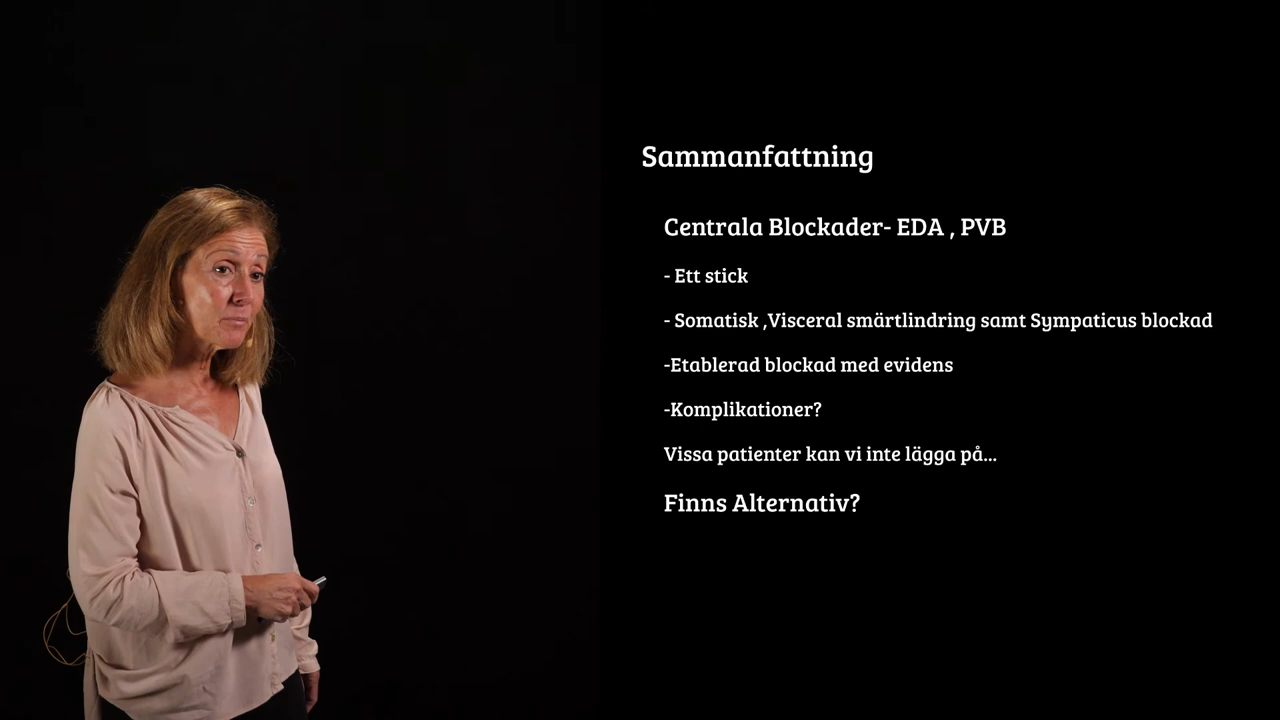 Sammanfattning
Centrala Blockader- EDA , PVB
- Ett stick
- Somatisk ,Visceral smärtlindring samt Sympaticus blockad
-Etablerad blockad med evidens
-Komplikationer?
Vissa patienter kan vi inte lägga på...
Finns Alternativ?